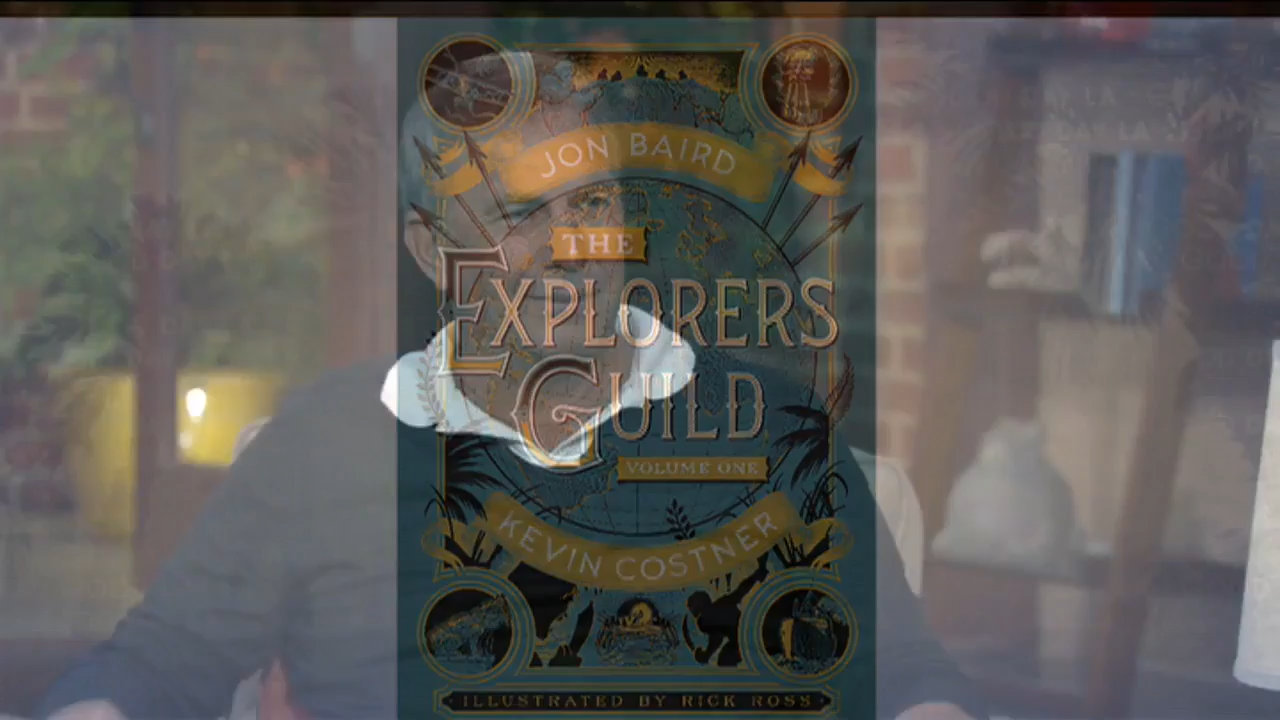 JON BAIRD
THE
EXPLORERS
GUILD
VOLUME ONE
KEVIN COSTNER
ILLUSTRATED BY RICK ROSS